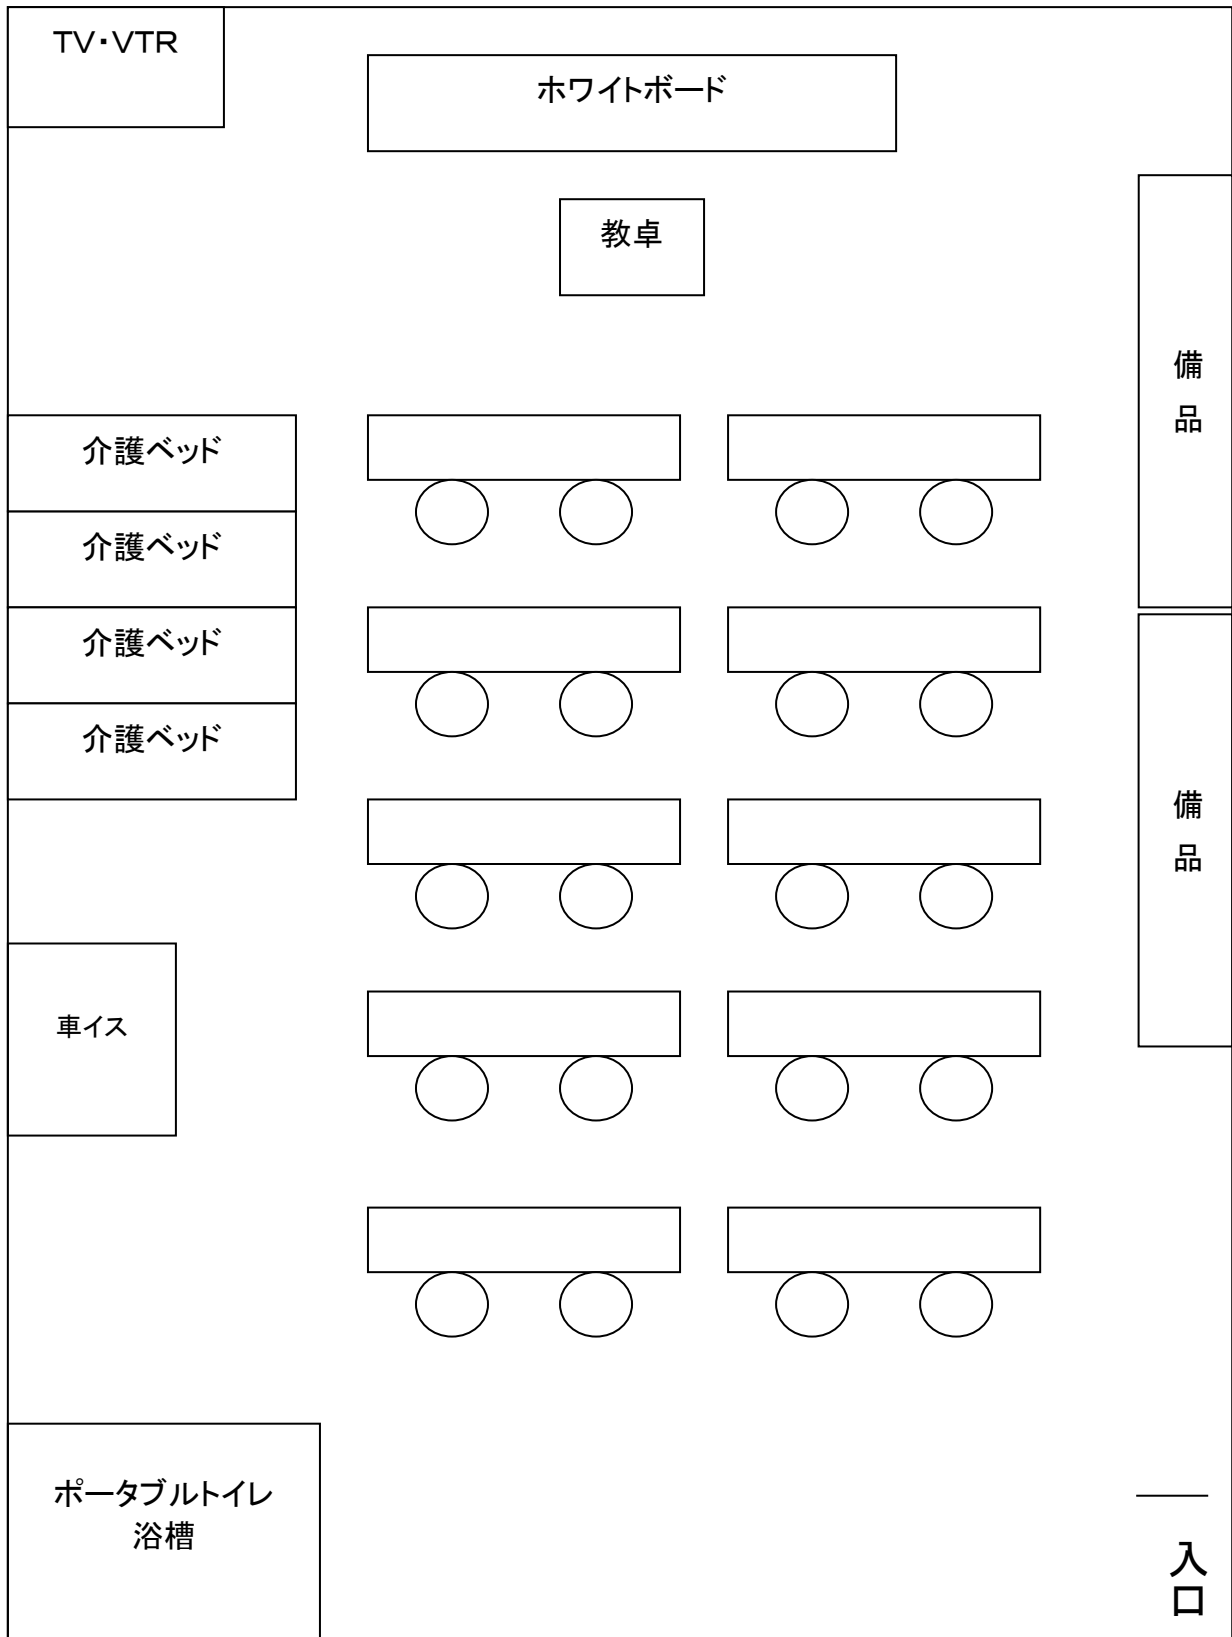 TV・VTR
ホワイトボード
教卓
備
品
介護ベッド
介護ベッド
介護ベッド
介護ベッド
備
品
車イス
ポータブルトイレ
浴槽
入
口